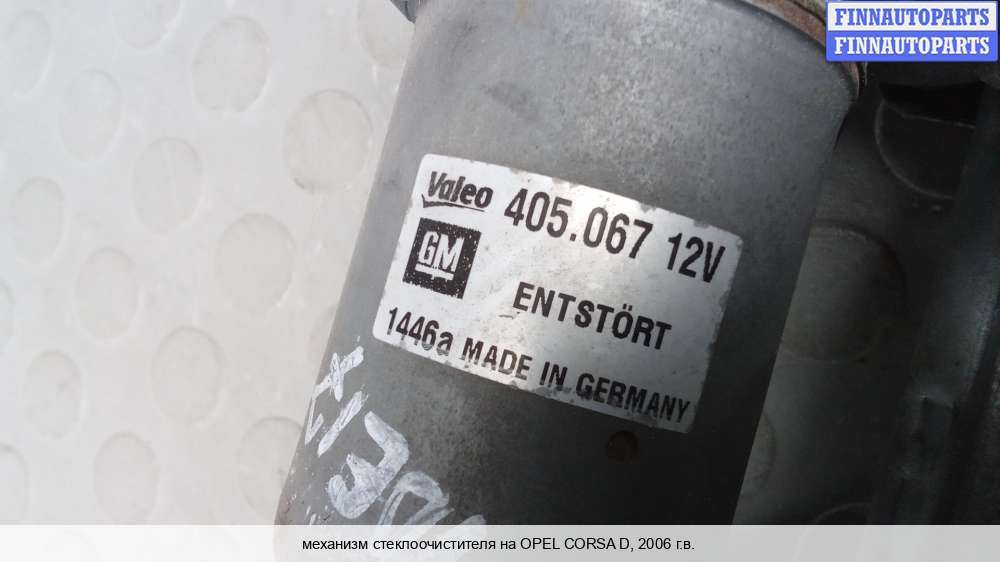 FINNAUTOPARTS
FINNAUTOPARTS
Valeo 405.067 12V
GM
ENTSTÖRT
1446a MADE IN GERMANY
механизм стеклоочистителя на OPEL CORSA D, 2006 г.в.